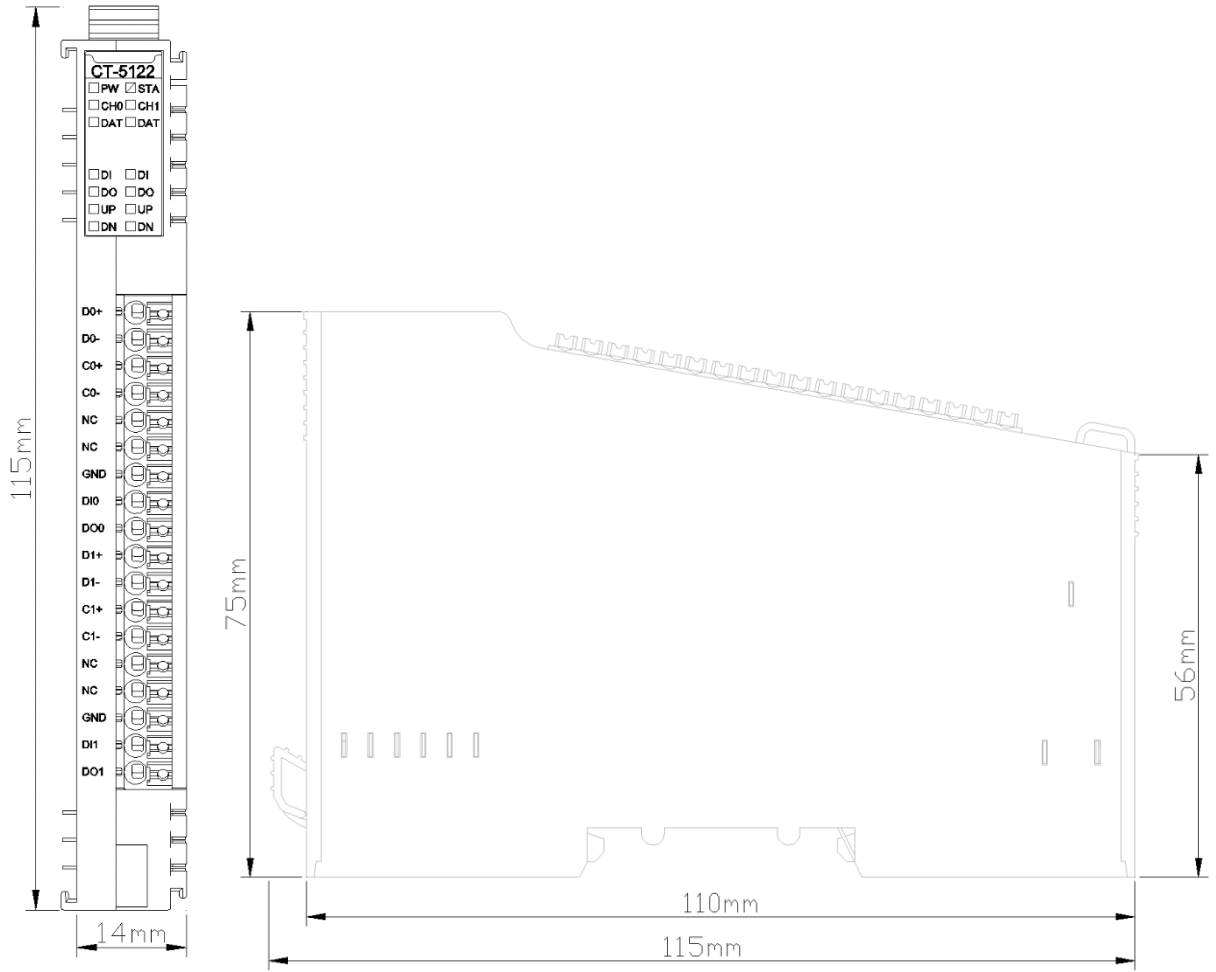 CT-5122
PW STA
CH0 CH1
DAT DAT
DI DI
DO DO
UP UP
DN DN
D0+
D0-
C0+
C0-
NC
NC
GND
DI0
DO0
D1+
D1-
C1+
C1-
NC
NC
GND
DI1
DO1
115mm
14mm
75mm
56mm
110mm
115mm